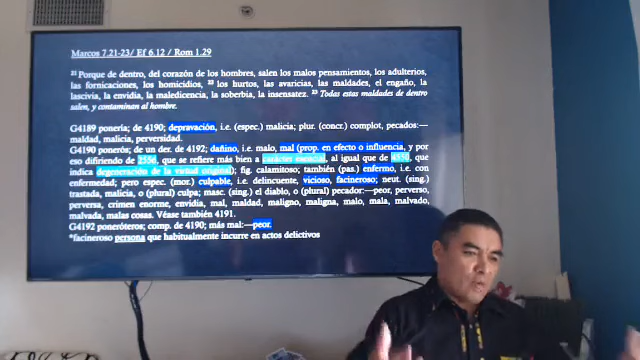 Marcos 7.21-23/ Ef 6.12 / Rom 1.29
21 Porque de dentro, del corazón de los hombres, salen los malos pensamientos, los adulterios,
las fornicaciones, los homicidios, 22 los hurtos, las avaricias, las maldades, el engaño, la
lascivia, la envidia, la maledicencia, la soberbia, la insensatez. 23 Todas estas maldades de dentro
salen, y contaminan al hombre.
G4189 ponería; de 4190; depravación, i.e. (espec.) malicia; plur. (concr.) complot, pecados:—
maldad, malicia, perversidad.
G4190 ponerós; de un der. de 4192; dañino, i.e. malo, mal (prop. en efecto o influencia, y por
eso difiriendo de 2556, que se refiere más bien a carácter esencial, al igual que de 4550, que
indica degeneración de la virtud original); fig. calamitoso; también (pas.) enfermo, i.e. con
enfermedad; pero espec. (mor.) culpable, i.e. delincuente, vicioso, facineroso; neut. (sing.)
trastada, malicia, o (plural) culpa; masc. (sing.) el diablo, o (plural) pecador:—peor, perverso,
perversa, crimen enorme, envidia, mal, maldad, maligno, maligna, malo, mala, malvado,
malvada, malas cosas. Véase también 4191.
G4192 poneróteros; comp. de 4190; más mal:—peor.
*facineroso persona que habitualmente incurre en actos delictivos